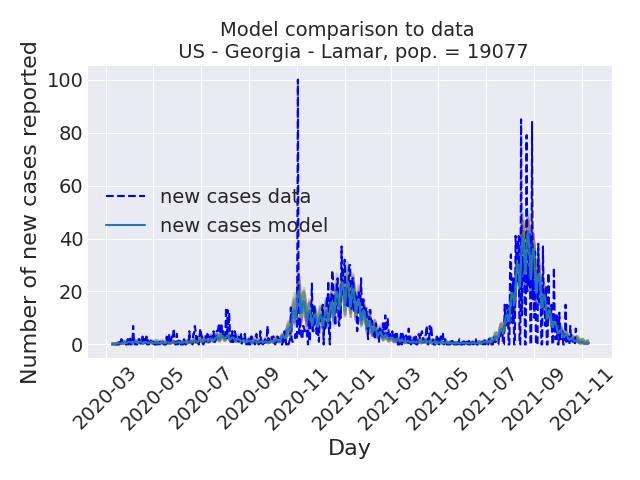 Model comparison to data
US - Georgia - Lamar, pop. = 19077
Number of new cases reported
100
80
60
40
20
0
new cases data
new cases model
2020-03
2020-05
2020-07
2020-09
2020-11
2021-01
2021-03
2021-05
2021-07
2021-09
2021-11
Day